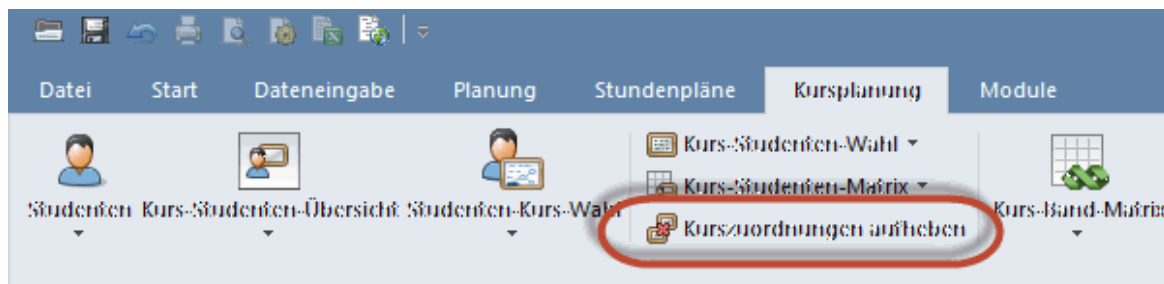 Datei Start Dateneingabe Planung Stundenpläne Kursplanung Module
Kurs-Studenten-Wahl
Kurs-Studenten-Matrix
Studenten Kurs-Studenten-Übersicht Studenten-Kurs-Wahl Kurs-Band-Matrix
Kurszuordnungen aufheben